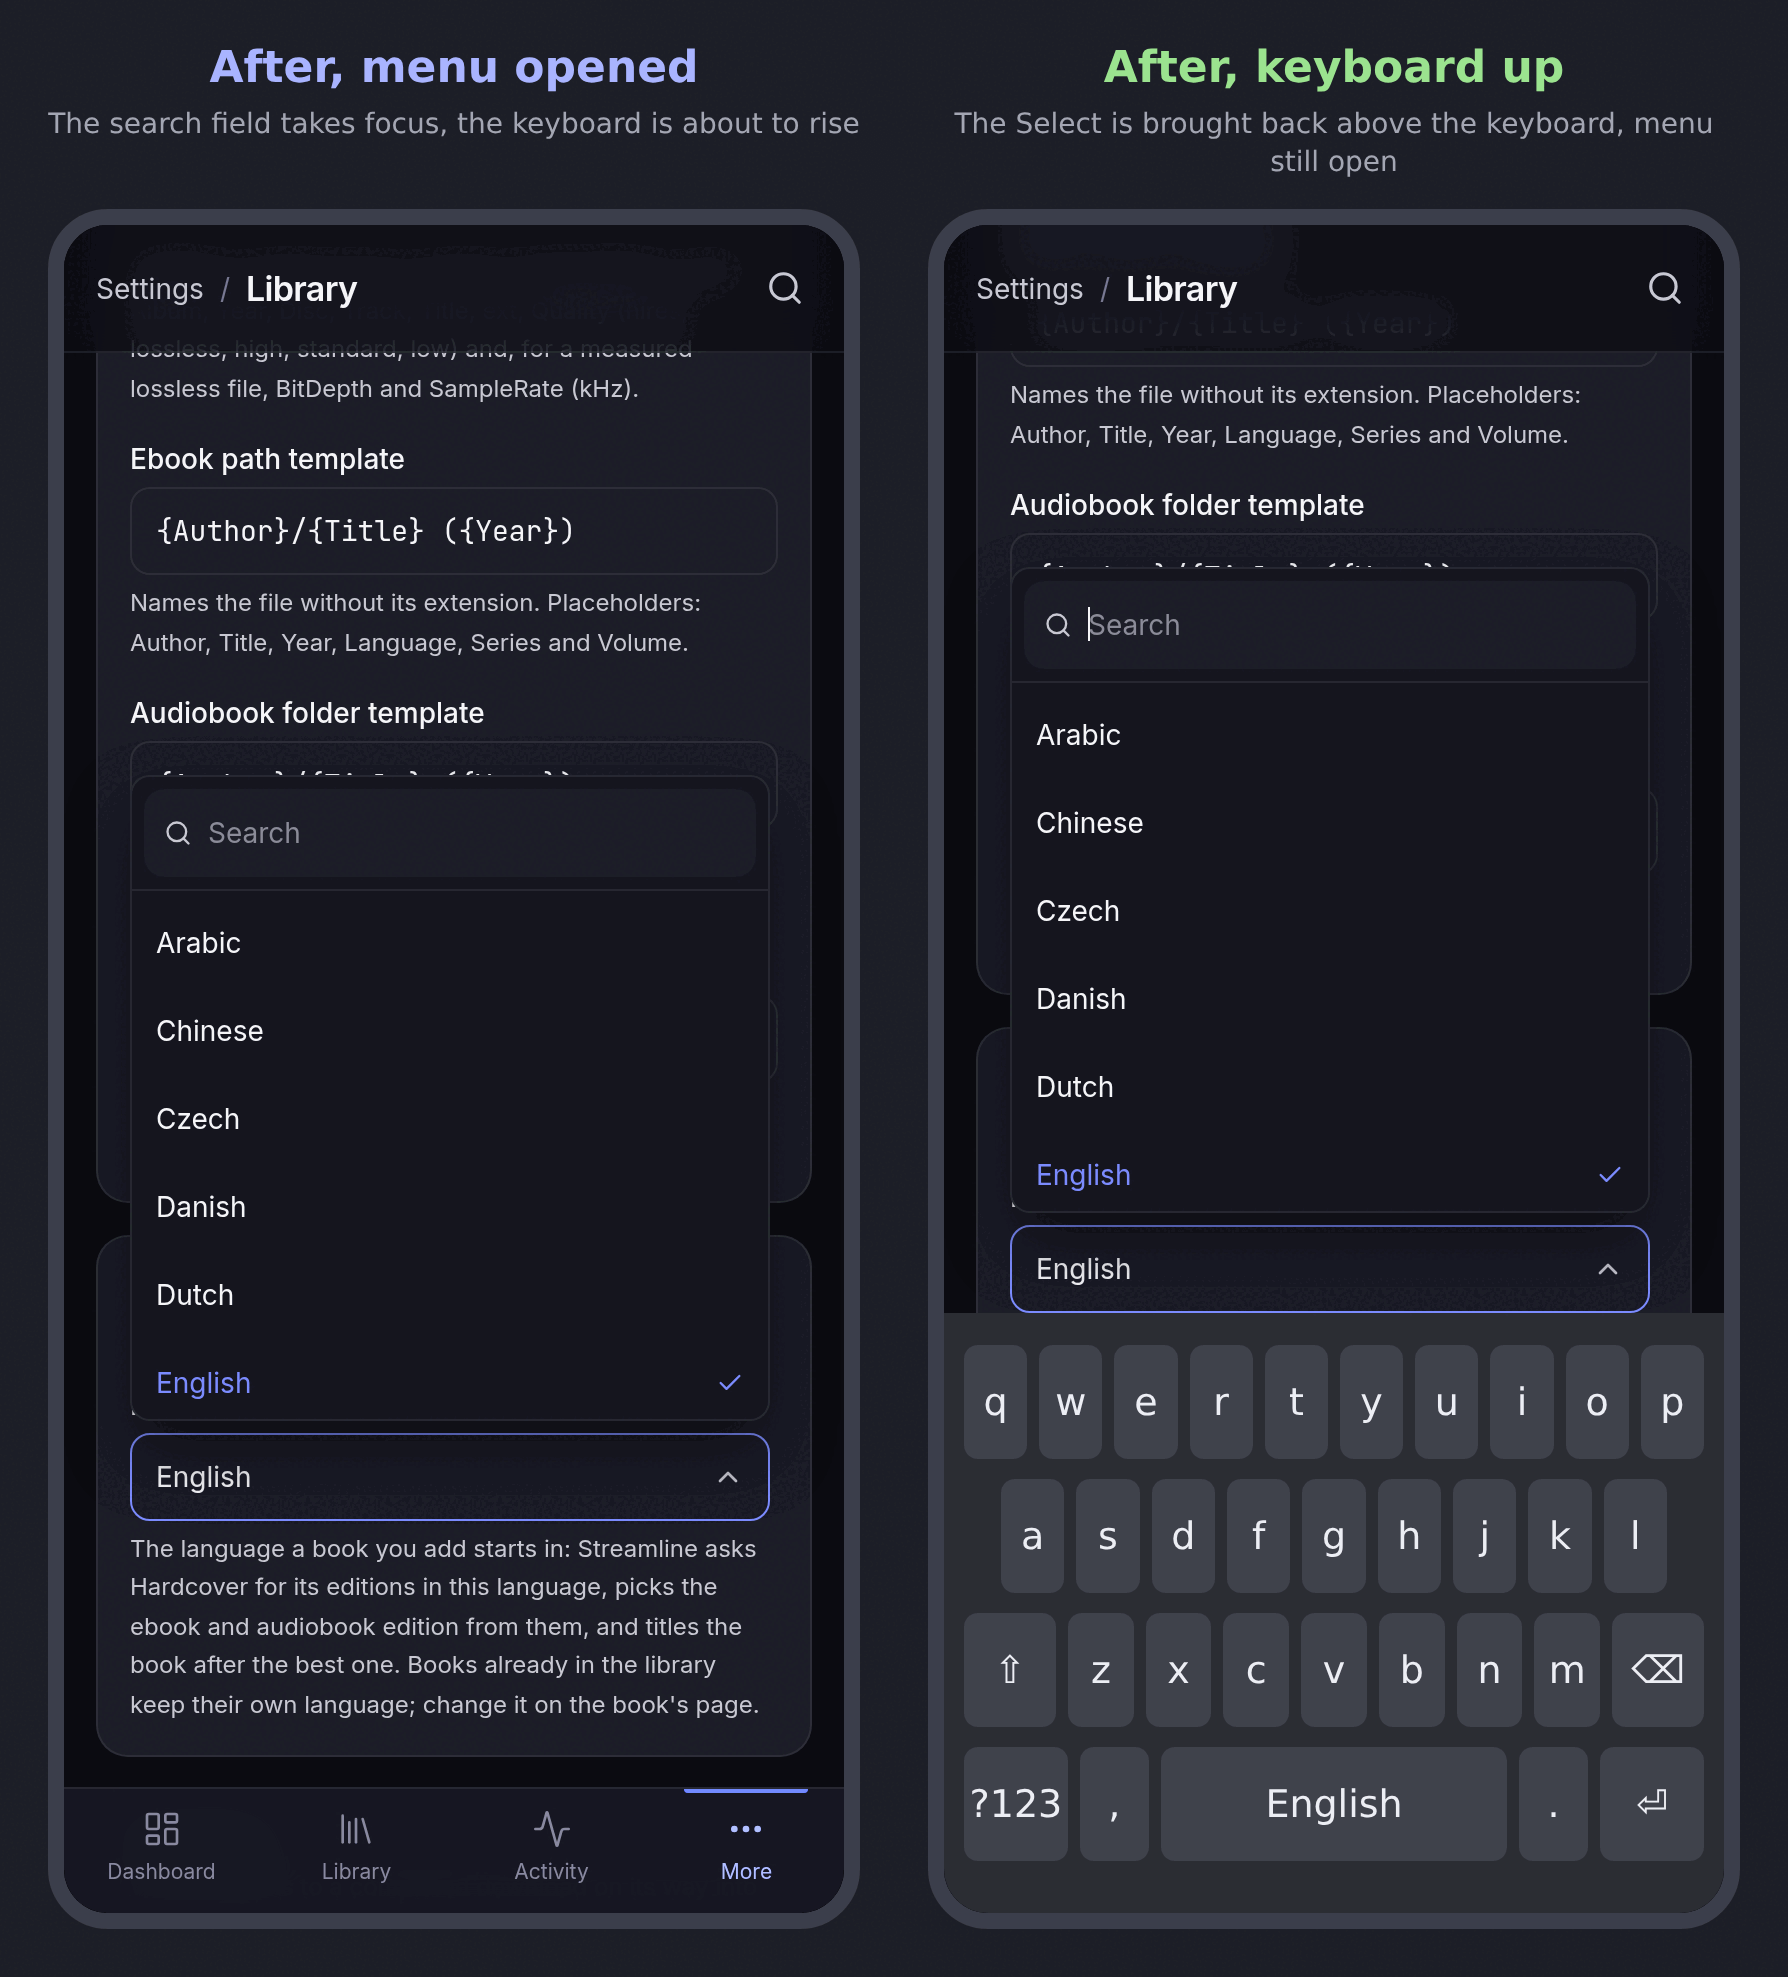 After, menu opened
The search field takes focus, the keyboard is about to rise
Settings / Library
lossless, high, standard, low) and, for a measured
lossless file, BitDepth and SampleRate (kHz).
Ebook path template
{Author}/{Title} ({Year})
Names the file without its extension. Placeholders:
Author, Title, Year, Language, Series and Volume.
Audiobook folder template
Search
Arabic
Chinese
Czech
Danish
Dutch
English
English
The language a book you add starts in: Streamline asks
Hardcover for its editions in this language, picks the
ebook and audiobook edition from them, and titles the
book after the best one. Books already in the library
keep their own language; change it on the book's page.
Dashboard Library Activity More
After, keyboard up
The Select is brought back above the keyboard, menu
still open
Settings / Library
{Author}/{Title} ({Year})
Names the file without its extension. Placeholders:
Author, Title, Year, Language, Series and Volume.
Audiobook folder template
Search
Arabic
Chinese
Czech
Danish
Dutch
English
English
q w e r t y u i o p
a s d f g h j k l
⇧ z x c v b n m ⌫
?123 , English . ⏎